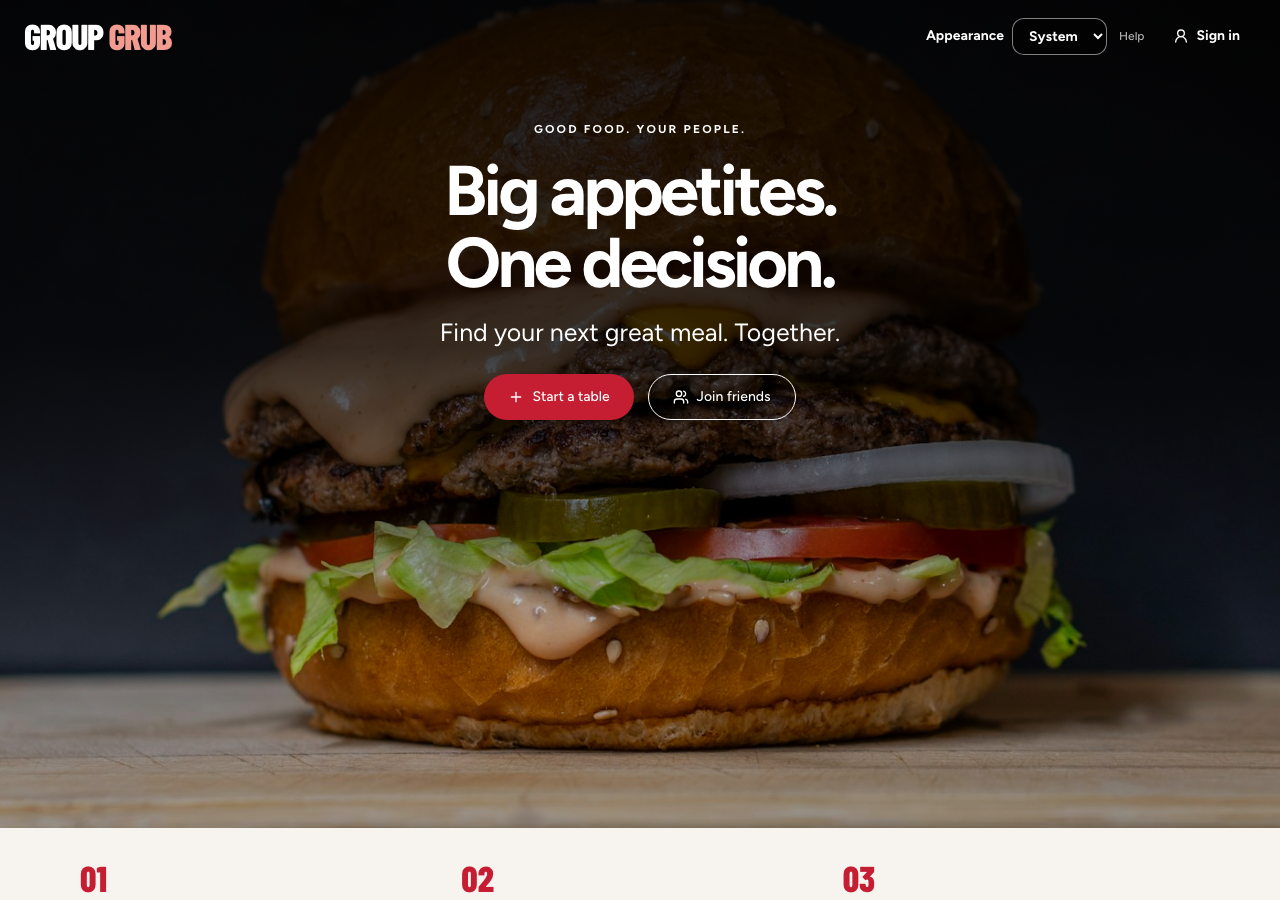 GROUP GRUB
Appearance
System
Help
Sign in
GOOD FOOD. YOUR PEOPLE.
Big appetites.
One decision.
Find your next great meal. Together.
Start a table
Join friends
01
02
03